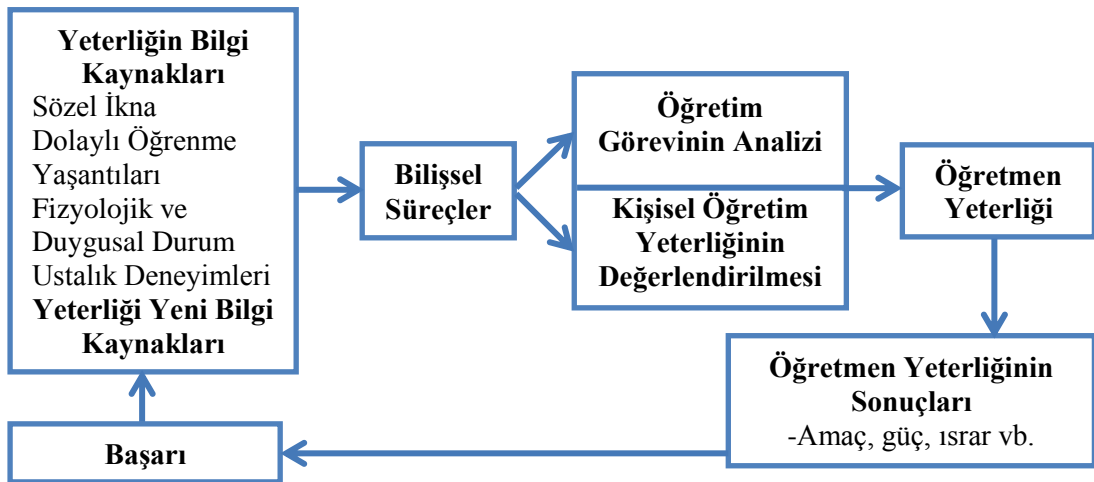 Yeterliğin Bilgi
Kaynakları
Sözel İkna
Dolaylı Öğrenme
Yaşantıları
Fizyolojik ve
Duygusal Durum
Ustalık Deneyimleri
Yeterliği Yeni Bilgi
Kaynakları
Bilişsel
Süreçler
Öğretim
Görevinin Analizi
Kişisel Öğretim
Yeterliğinin
Değerlendirilmesi
Öğretmen
Yeterliği
Öğretmen Yeterliğinin
Sonuçları
-Amaç, güç, ısrar vb.
Başarı